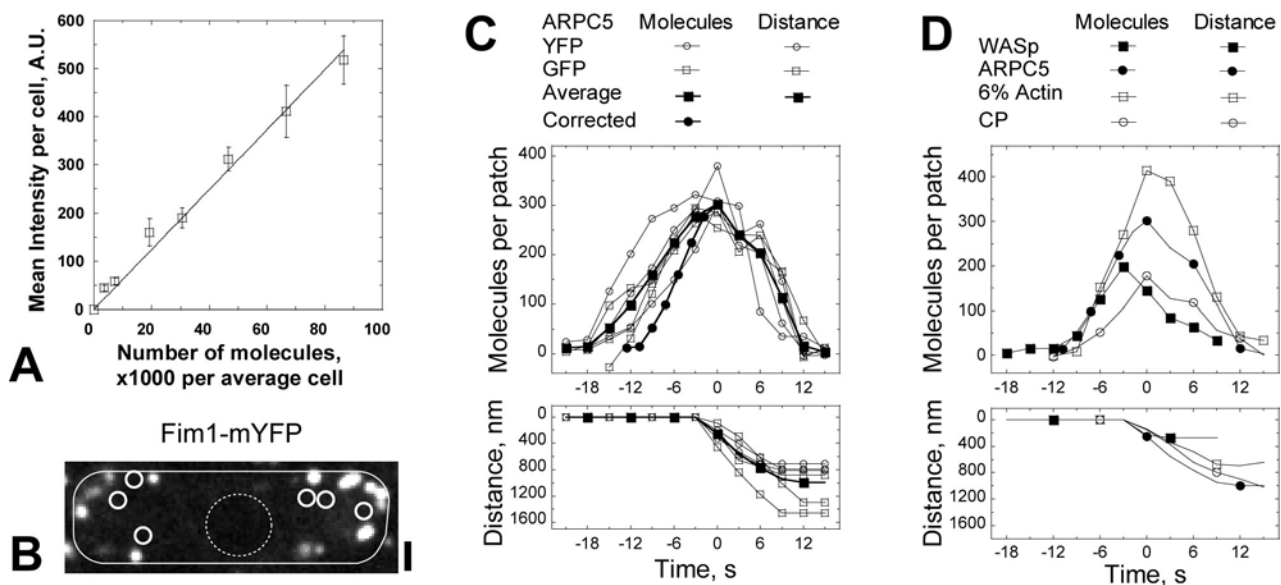 Mean Intensity per cell, A.U.
600
500
400
300
200
100
0
0 20 40 60 80 100
Number of molecules,
x1000 per average cell
A
Fim1-mYFP
B
C
ARPC5 Molecules Distance
YFP
GFP
Average
Corrected
Molecules per patch
400
300
200
100
0
-18 -12 -6 0 6 12
Distance, nm
0
400
800
1200
1600
-18 -12 -6 0 6 12
Time, s
D
Molecules Distance
WASp
ARPC5
6% Actin
CP
Molecules per patch
400
300
200
100
0
-18 -12 -6 0 6 12
Distance, nm
0
400
800
1200
1600
-18 -12 -6 0 6 12
Time, s